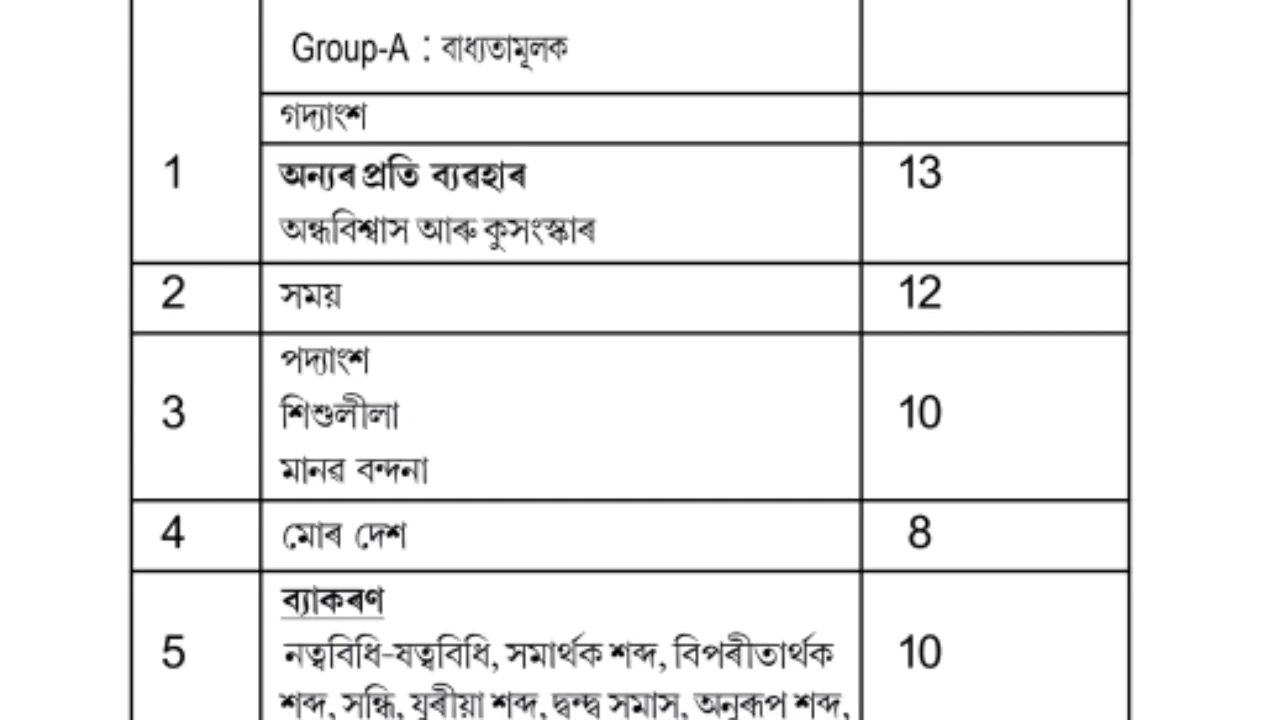 Group-A : বাধ্যতামূলক
গদ্যাংশ
1 অন্যৰ প্ৰতি ব্যৱহাৰ 13
অন্ধবিশ্বাস আৰু কুসংস্কাৰ
2 সময় 12
পদ্যাংশ
3 শিশুলীলা 10
মানৱ বন্দনা
4 মোৰ দেশ 8
ব্যাকৰণ
5 নত্ববিধি-ষত্ববিধি, সমাৰ্থক শব্দ, বিপৰীতাৰ্থক 10
শব্দ, সন্ধি, যুৰীয়া শব্দ, দ্বন্দ্ব সমাস, অনুৰূপ শব্দ,